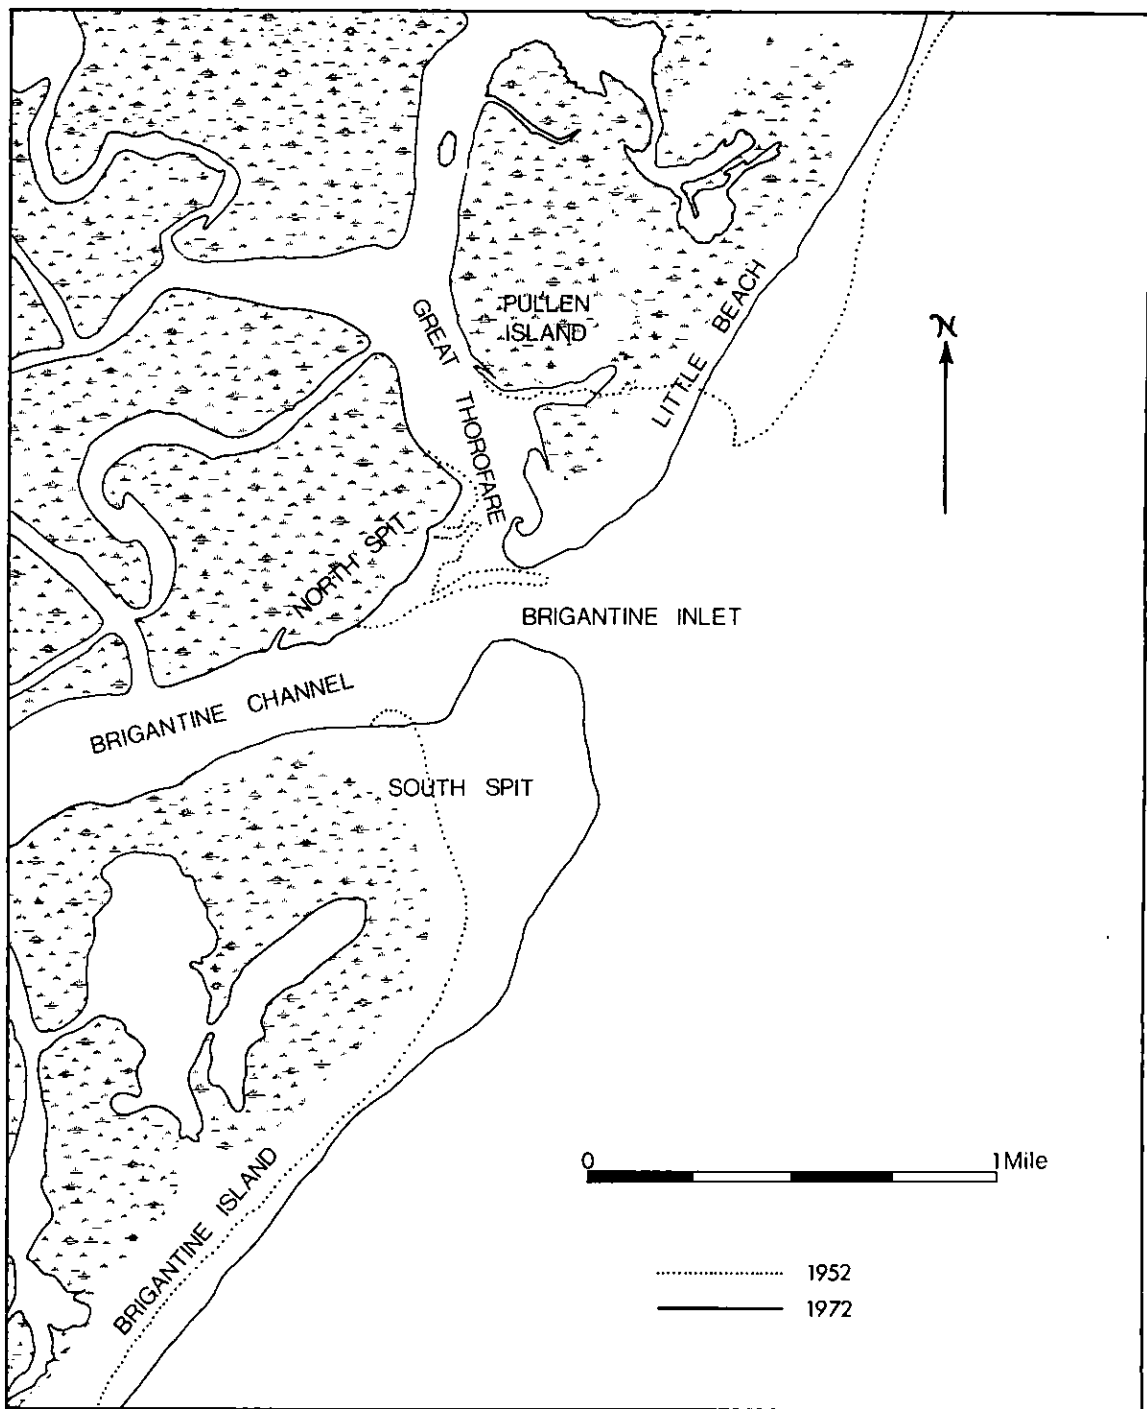 PULLEN
ISLAND
GREAT THOROFARE
LITTLE BEACH
N
NORTH SPIT
BRIGANTINE INLET
BRIGANTINE CHANNEL
SOUTH SPIT
BRIGANTINE ISLAND
0 1 Mile
1952
1972